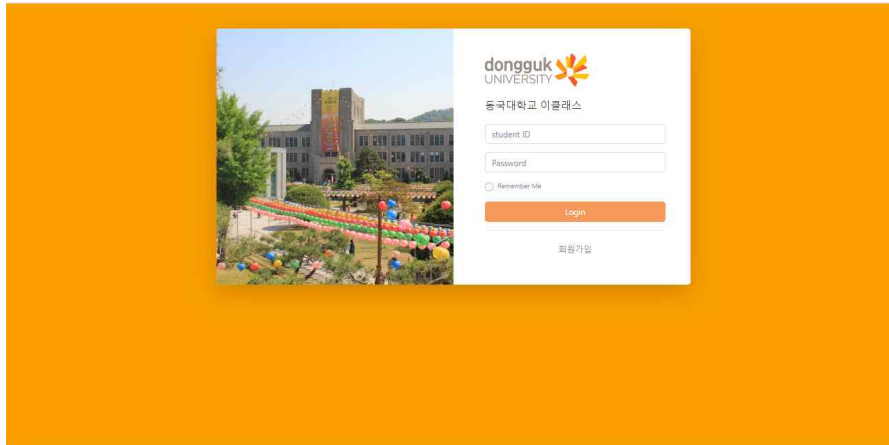 dongguk
UNIVERSITY
동국대학교 이클래스
student ID
Password
Remember Me
Login
회원가입